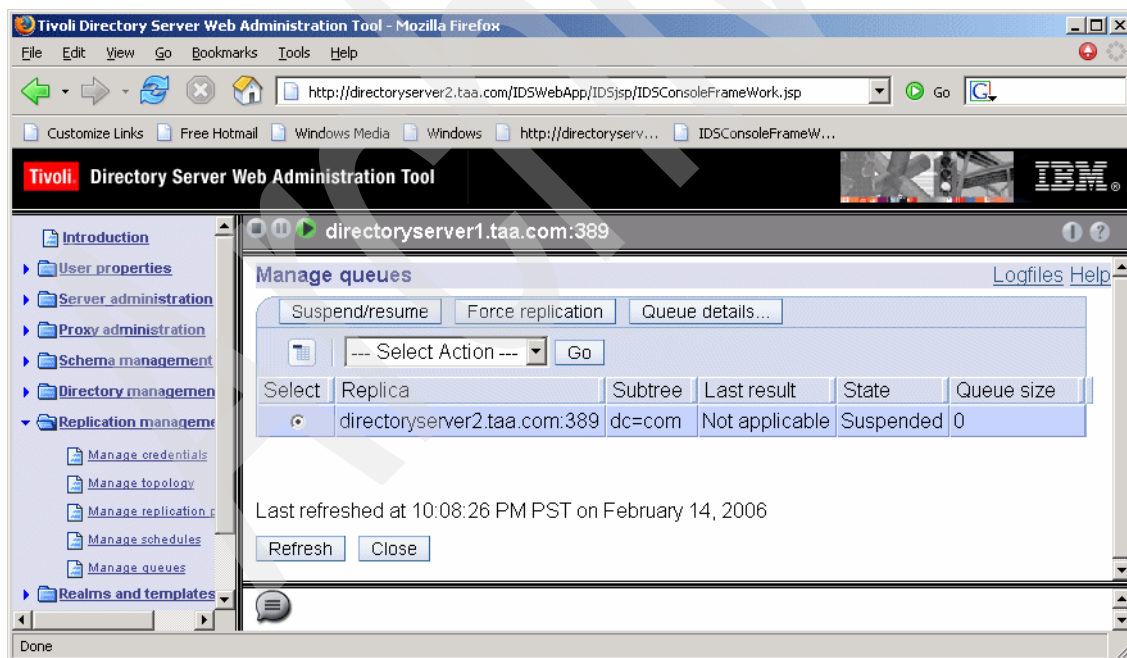 Tivoli Directory Server Web Administration Tool - Mozilla Firefox
File Edit View Go Bookmarks Tools Help
http://directoryserver2.taa.com/IDSWebApp/IDSjsp/IDSConsoleFrameWork.jsp Go G
Customize Links Free Hotmail Windows Media Windows http://directoryserv... IDSConsoleFrameW...
Tivoli. Directory Server Web Administration Tool IBM®
directoryserver1.taa.com:389
Introduction
User properties
Server administration
Proxy administration
Schema management
Directory managemen
Replication manageme
Manage credentials
Manage topology
Manage replication p
Manage schedules
Manage queues
Realms and templates
Manage queues Logfiles Help
Suspend/resume Force replication Queue details...
--- Select Action --- Go
Select Replica Subtree Last result State Queue size
directoryserver2.taa.com:389 dc=com Not applicable Suspended 0
Last refreshed at 10:08:26 PM PST on February 14, 2006
Refresh Close
Done